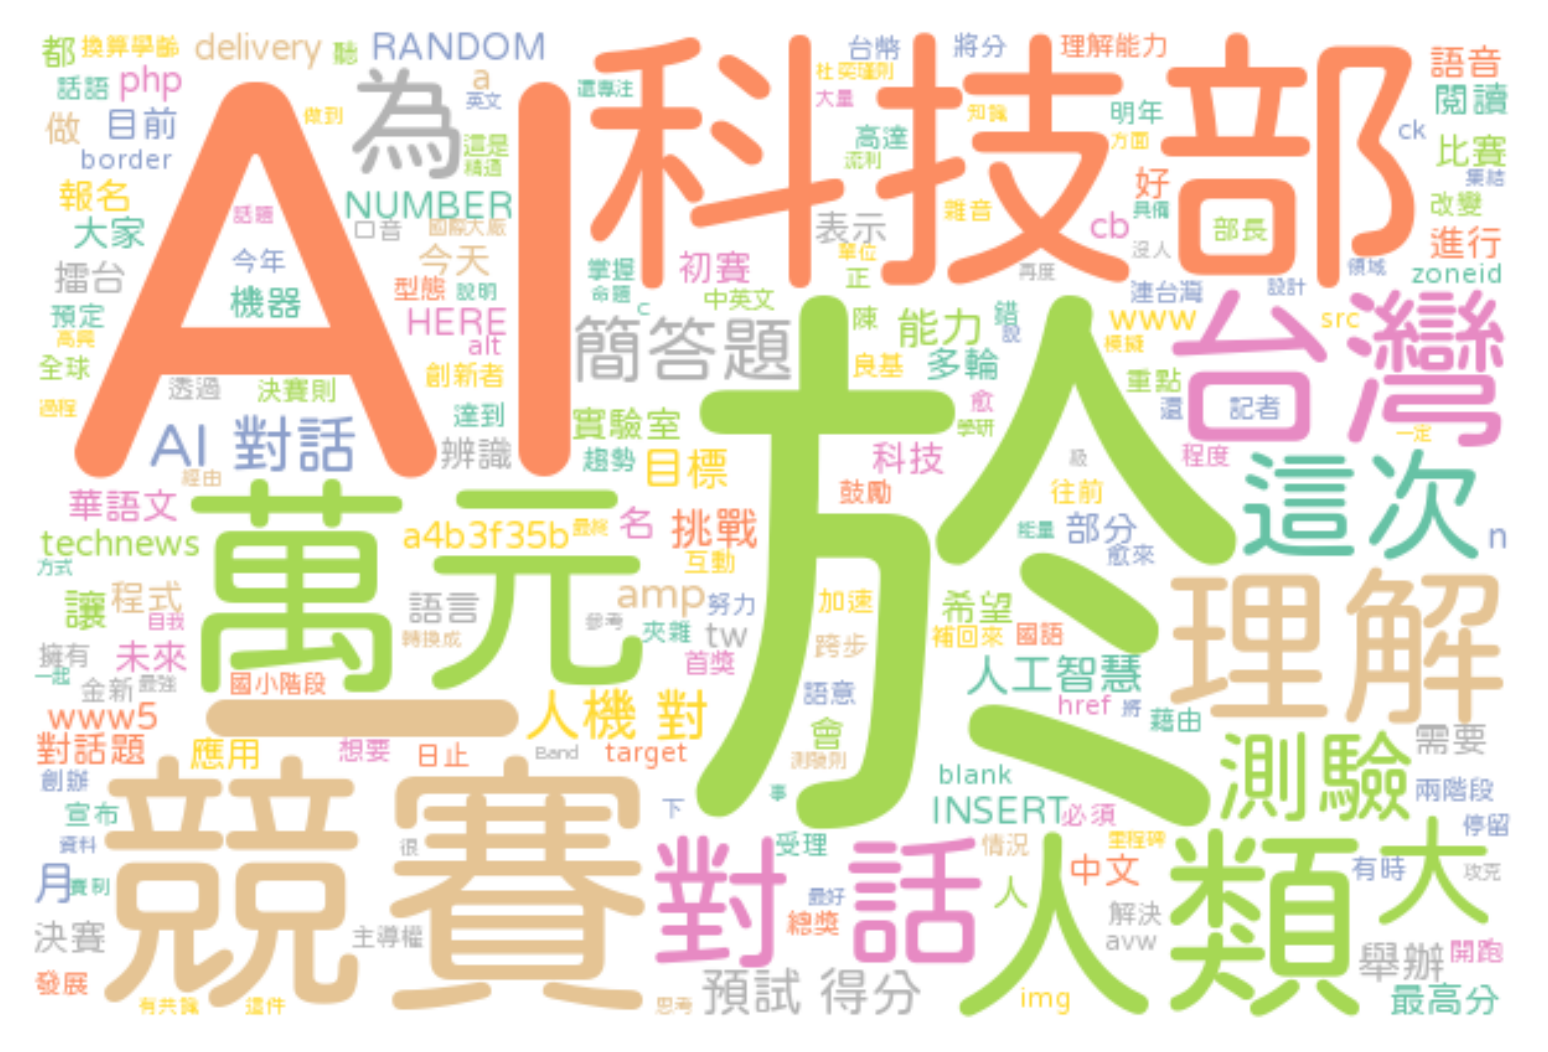 都 換算學齡 delivery 聽 RANDOM
台幣 將分 理解能力
語音
話語 php
為
a
英文
還專注
科技部
杜奕瑾則
大量
閱讀
做 目前
做到
AI
知識
明年
方面
ck
border
這是
精通
高達
流利
比賽
集結
報名
NUMBER
好
具備
改變
大家
話題
口音
國際大廠
表示
雜音
cb
部長
進行
擂台
今年
今天
掌握
初賽
單位
正
再度
沒人
領域
zoneid
預定
機器
型態 說明
命題
中英文
c
連台灣
設計
高興
HERE
alt
簡答題
陳
能力
錯
說
www
模擬
台灣
src
全球
透過
決賽則
創新者
良基
多輪
重點
還
記者
過程
達到
實驗室
於
愈
學研
一定
AI 對話
辨識
趨勢
目標
科技
級
程度
經由
鼓勵
往前
這次
華語文
萬元
a4b3f35b
最終
名
挑戰
能量
部分
n
technews
互動
愈來
方式
讓
程式
自我
語言
參考
amp
努力
加速
希望
理解
轉換成
夾雜
tw
跨步
補回來
國語
擁有
未來
首獎
人工智慧
一起
金新
最強
國小階段
語意
href
將
藉由
www5
人機 對
會
需要
對話題
應用
想要
日止
Band
target
測驗則
測驗
創辦
競賽
blank
兩階段
宣布
下
事
INSERT
必須
停留
資料
很
對話
受理
情況
里程碑
人類
大
月
賽制
最好
人
中文
有時
攻克
決賽
主導權
總獎
解決
avw
舉辦
開跑
發展
有共識
這件
思考
預試 得分
img
最高分